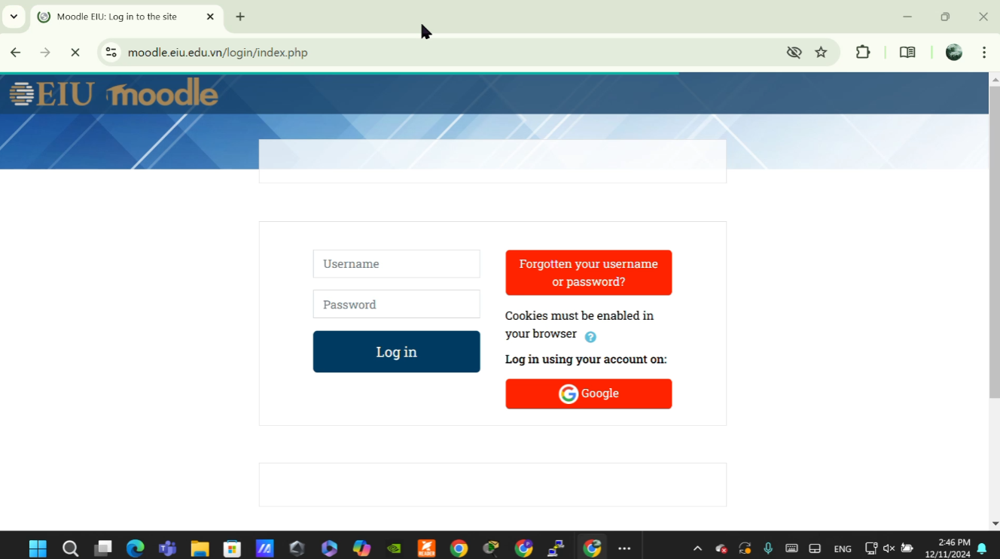 Moodle EIU: Log in to the site
moodle.eiu.edu.vn/login/index.php
EIU moodle
Username
Forgotten your username
or password?
Password
Cookies must be enabled in
your browser ?
Log in
Log in using your account on:
Google
READER
ENG
2:46 PM
12/11/2024